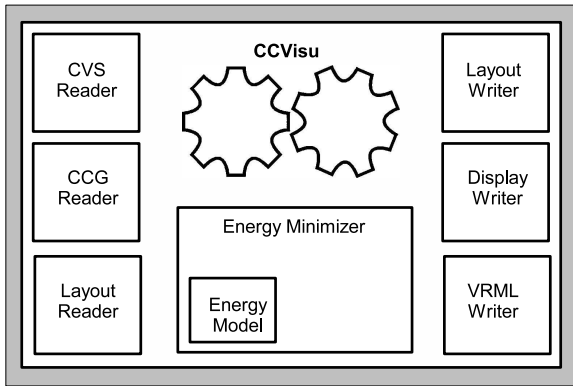 CCVisu
CVS
Reader
Layout
Writer
CCG
Reader
Display
Writer
Energy Minimizer
Layout
Reader
Energy
Model
VRML
Writer